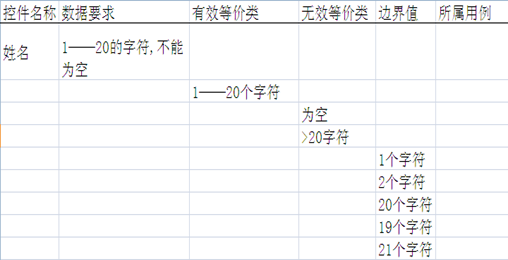 控件名称 数据要求 有效等价类 无效等价类 边界值 所属用例
姓名 1——20的字符,不能
为空
1——20个字符
为空
>20字符
1个字符
2个字符
20个字符
19个字符
21个字符